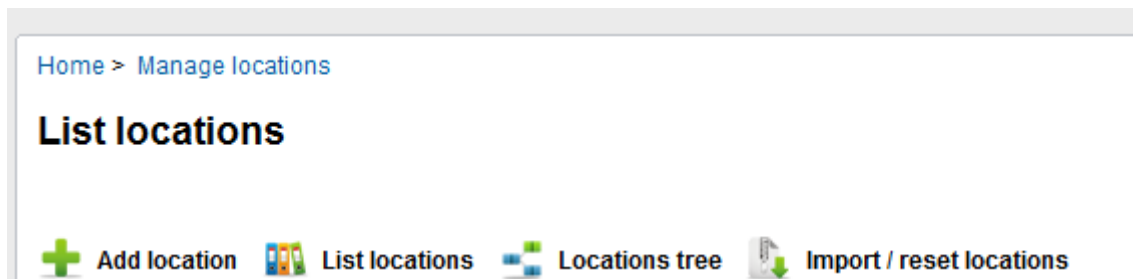 Home > Manage locations
List locations
Add location List locations Locations tree Import / reset locations